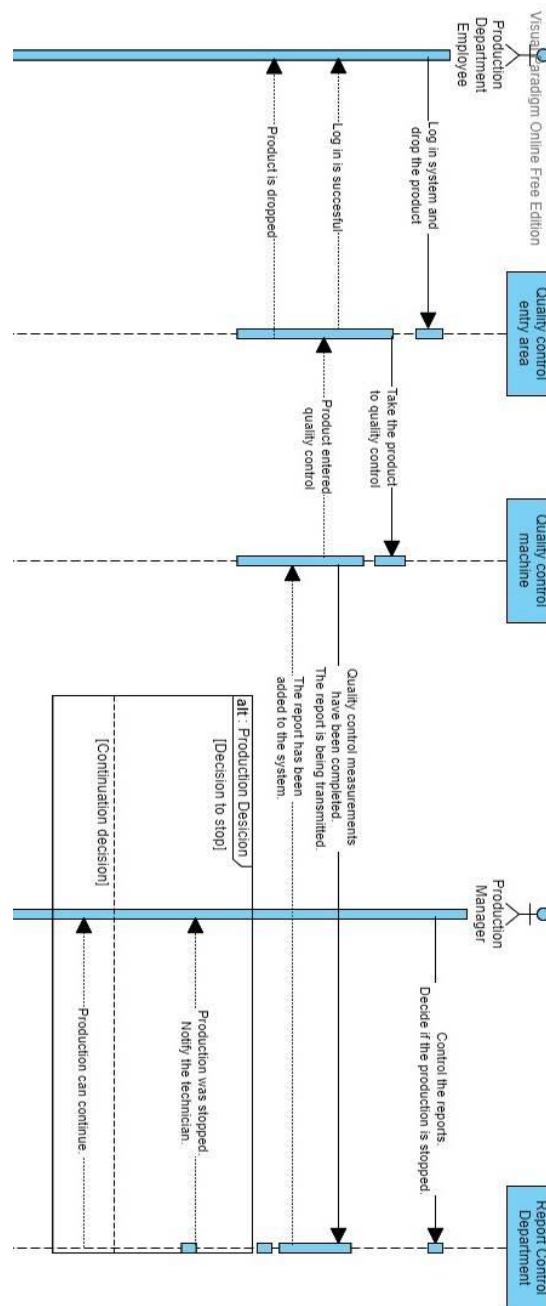 Visual Paradigm Online Free Edition
Production
Department
Employee
Quality control
entry area
Quality control
machine
Production
Manager
Report Control
Department
Log in system and
drop the product
Control the reports.
Decide if the production is stopped.
Take the product
to quality control
Log in is succesful
Quality control measurements
have been completed.
The report is being transmitted.
Product entered
quality control
The report has been
added to the system.
Product is dropped
alt : Production Desicion
[Decision to stop]
Production was stopped.
Notify the technician.
[Continuation decision]
Production can continue.